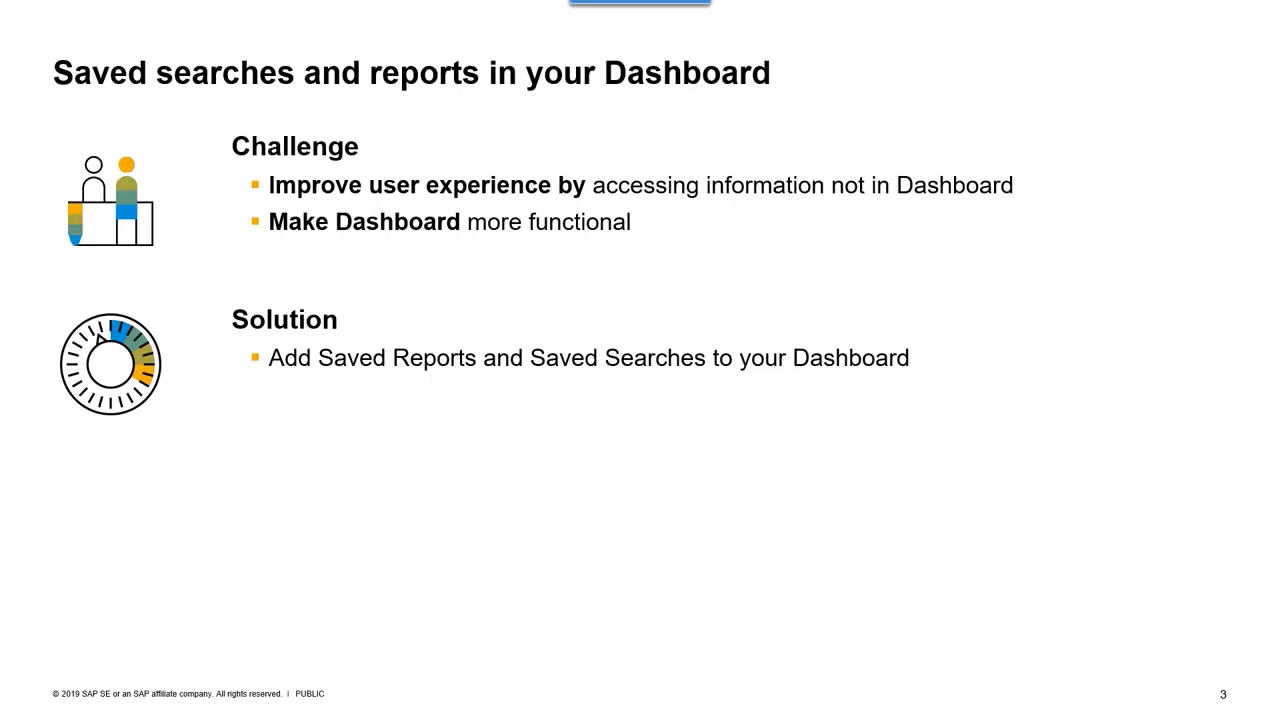 Saved searches and reports in your Dashboard
Challenge
Improve user experience by accessing information not in Dashboard
Make Dashboard more functional
Solution
Add Saved Reports and Saved Searches to your Dashboard
© 2019 SAP SE or an SAP affiliate company. All rights reserved. | PUBLIC
3